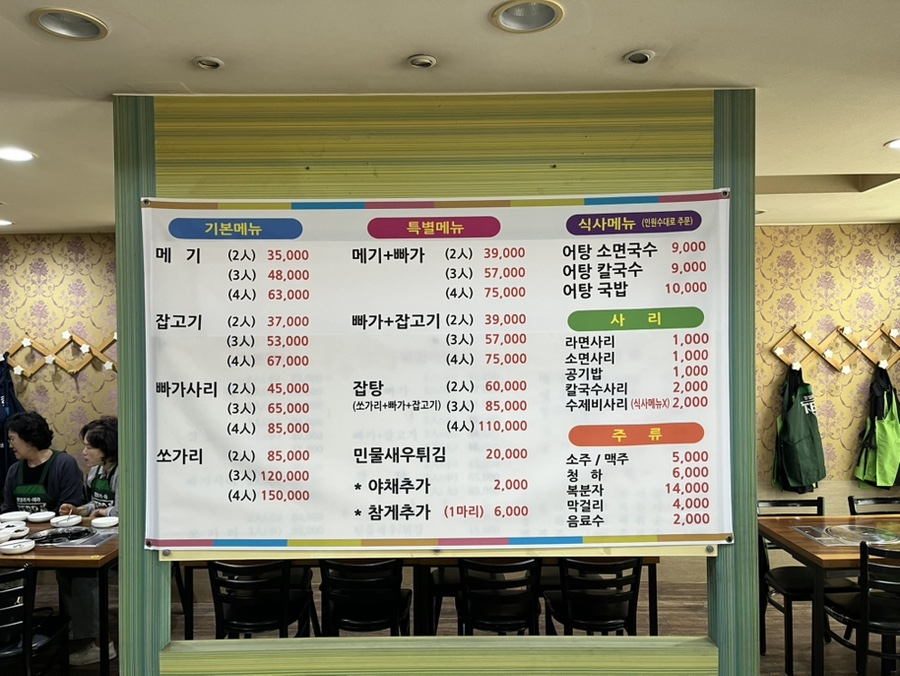 기본메뉴
메 기 (2人) 35,000
(3人) 48,000
(4人) 63,000
잡고기 (2人) 37,000
(3人) 53,000
(4人) 67,000
빠가사리 (2人) 45,000
(3人) 65,000
(4人) 85,000
쏘가리 (2人) 85,000
(3人) 120,000
(4人) 150,000
특별메뉴
메기+빠가 (2人) 39,000
(3人) 57,000
(4人) 75,000
빠가+잡고기 (2人) 39,000
(3人) 57,000
(4人) 75,000
잡탕 (2人) 60,000
(쏘가리+빠가+잡고기) (3人) 85,000
(4人) 110,000
민물새우튀김 20,000
* 야채추가 2,000
* 참게추가 (1마리) 6,000
식사메뉴 (인원수대로 주문)
어탕 소면국수 9,000
어탕 칼국수 9,000
어탕 국밥 10,000
사 리
라면사리 1,000
소면사리 1,000
공기밥 1,000
칼국수사리 2,000
수제비사리 (식사메뉴X) 2,000
주 류
소주 / 맥주 5,000
청 하 6,000
복분자 14,000
막걸리 4,000
음료수 2,000